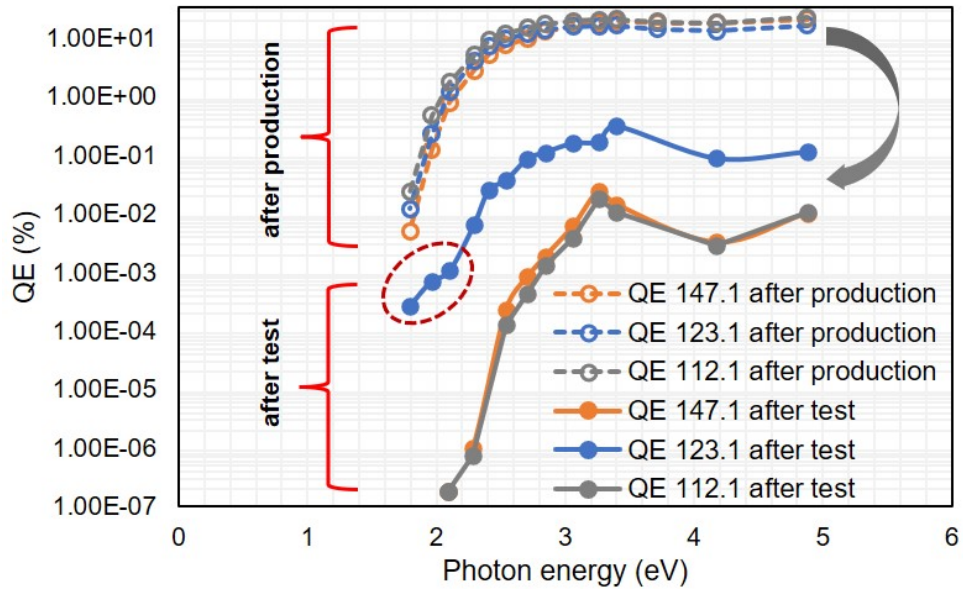 QE (%)
1.00E+01
1.00E+00
1.00E-01
1.00E-02
1.00E-03
1.00E-04
1.00E-05
1.00E-06
1.00E-07
after production
after test
QE 147.1 after production
QE 123.1 after production
QE 112.1 after production
QE 147.1 after test
QE 123.1 after test
QE 112.1 after test
0 1 2 3 4 5 6
Photon energy (eV)